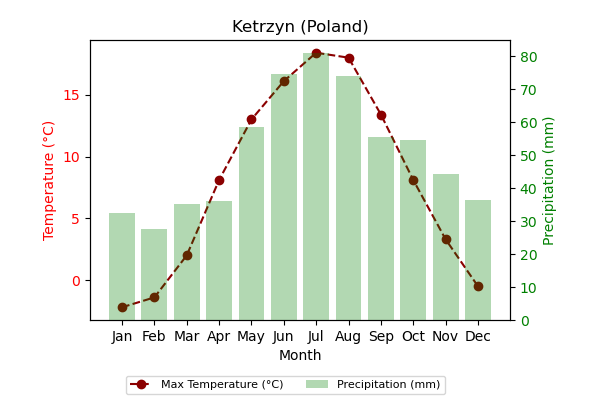 Ketrzyn (Poland)
Temperature (°C)
15
10
5
0
80
70
60
50
40
30
20
10
0
Precipitation (mm)
Jan Feb Mar Apr May Jun Jul Aug Sep Oct Nov Dec
Month
Max Temperature (°C) Precipitation (mm)